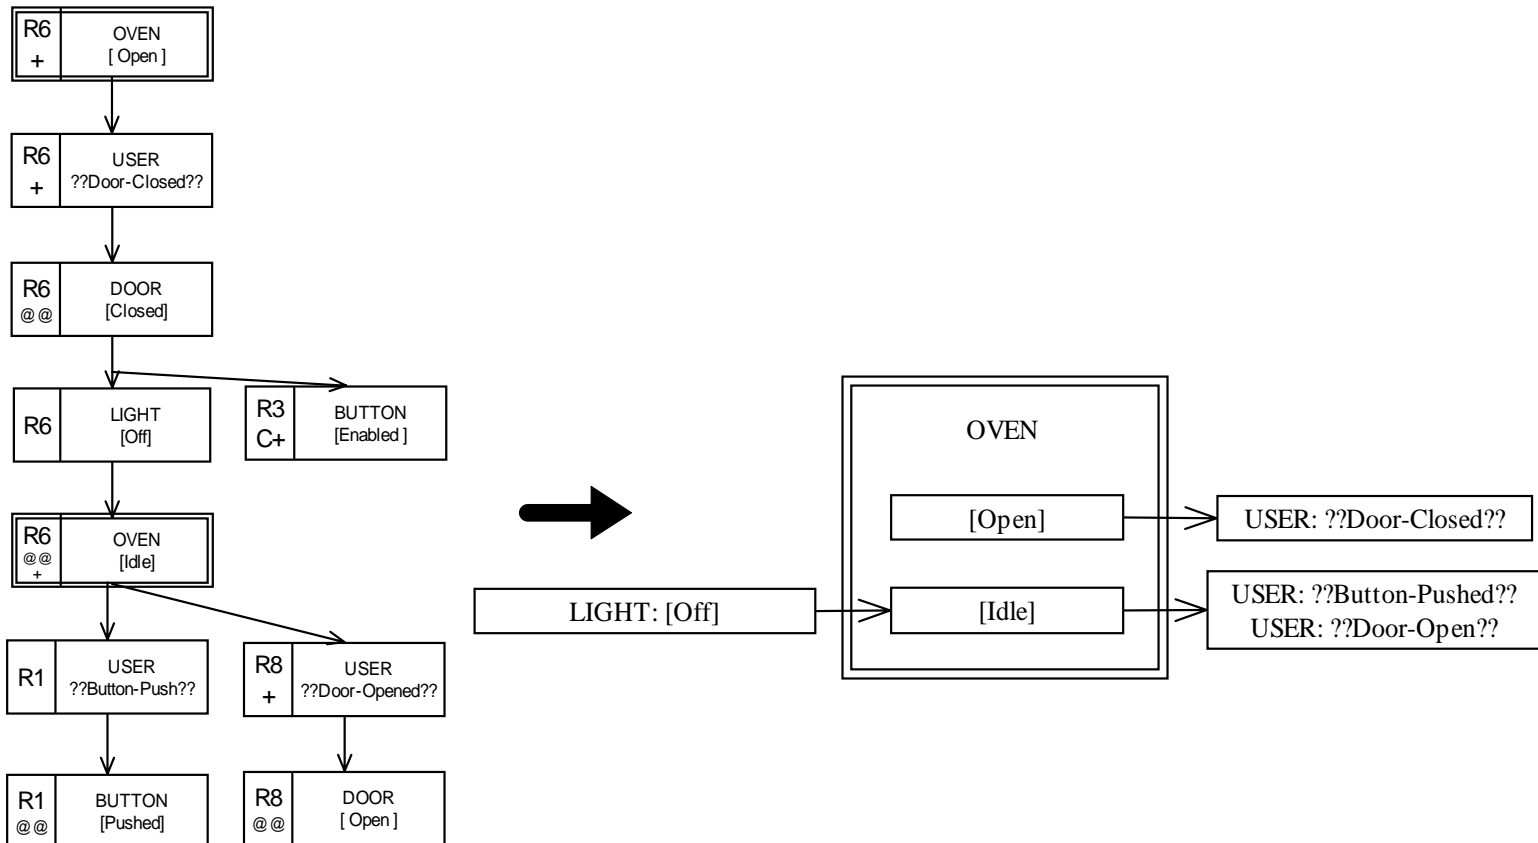 R6
+
OVEN
[ Open ]
R6
+
USER
??Door-Closed??
R6
@@
DOOR
[Closed]
R6
LIGHT
[Off]
R3
C+
BUTTON
[Enabled ]
R6
@@
+
OVEN
[Idle]
R1
USER
??Button-Push??
R8
+
USER
??Door-Opened??
R1
@@
BUTTON
[Pushed]
R8
@@
DOOR
[ Open ]
OVEN
[Open]
USER: ??Door-Closed??
LIGHT: [Off]
[Idle]
USER: ??Button-Pushed??
USER: ??Door-Open??